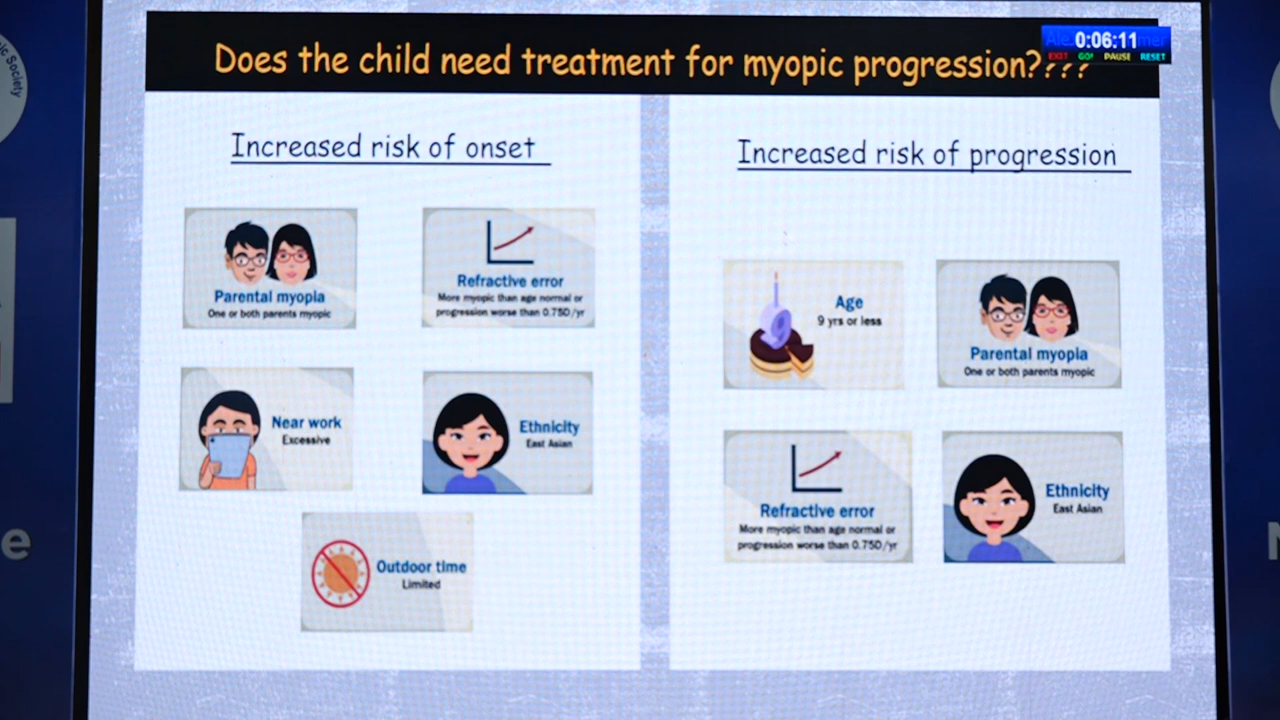 Does the child need treatment for myopic progression????
0:06:11
EXIT GO! PAUSE RESET
Increased risk of onset
Parental myopia
One or both parents myopic
Refractive error
More myopic than age normal or
progression worse than 0.75D/yr
Near work
Excessive
Ethnicity
East Asian
Outdoor time
Limited
Increased risk of progression
Age
9 yrs or less
Parental myopia
One or both parents myopic
Refractive error
More myopic than age normal or
progression worse than 0.75D/yr
Ethnicity
East Asian
Society
e